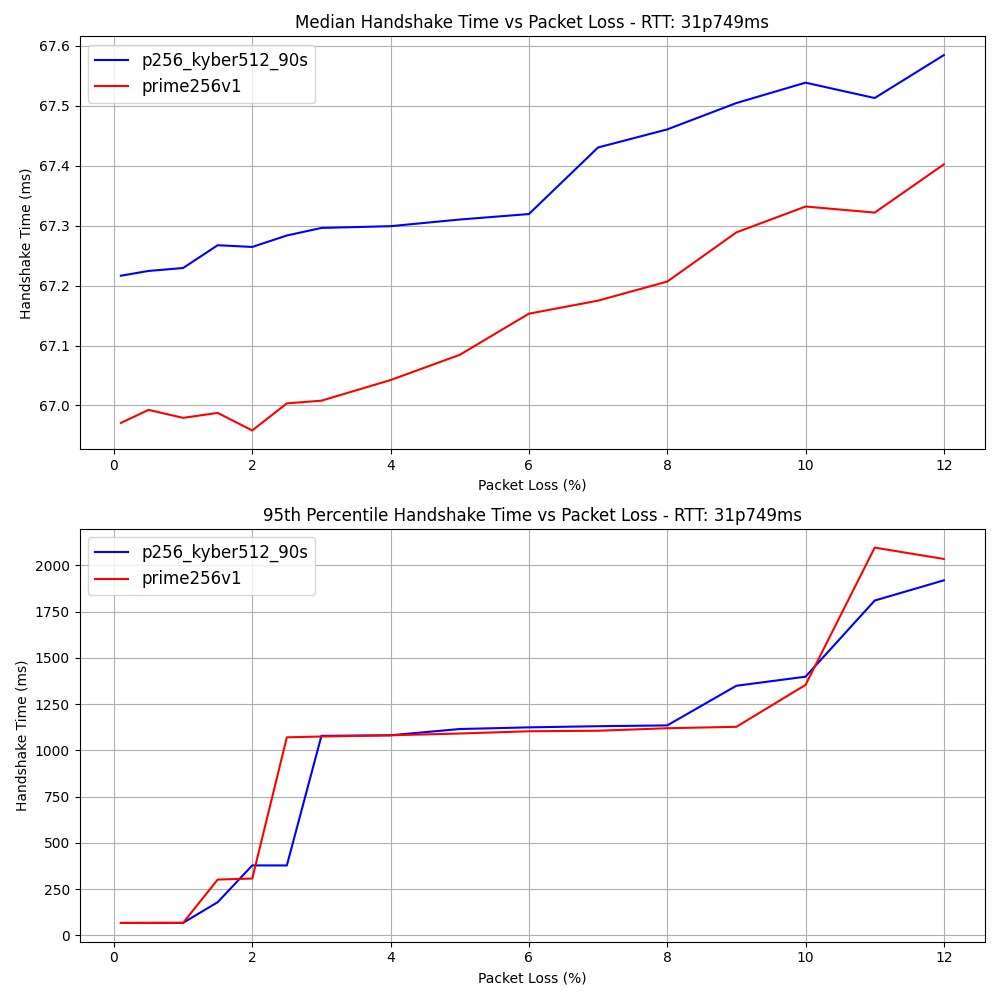 Median Handshake Time vs Packet Loss - RTT: 31p749ms
p256_kyber512_90s
prime256v1
Handshake Time (ms)
67.6
67.5
67.4
67.3
67.2
67.1
67.0
0 2 4 6 8 10 12
Packet Loss (%)
95th Percentile Handshake Time vs Packet Loss - RTT: 31p749ms
p256_kyber512_90s
prime256v1
Handshake Time (ms)
2000
1750
1500
1250
1000
750
500
250
0
0 2 4 6 8 10 12
Packet Loss (%)